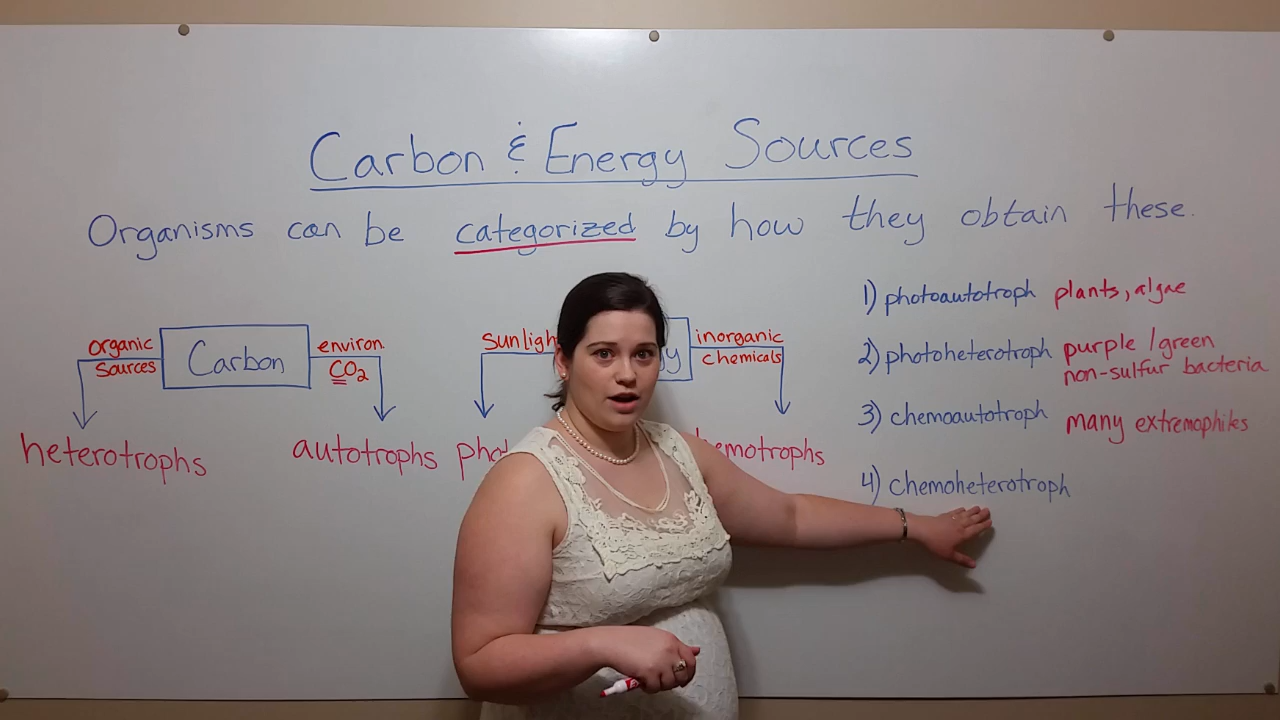 Carbon & Energy Sources
Organisms can be categorized by how they obtain these.
organic
sources
Carbon
environ.
CO2
heterotrophs
autotrophs
inorganic
chemicals
1) photoautotroph plants, algae
2) photoheterotroph purple / green
non-sulfur bacteria
3) chemoautotroph many extremophiles
4) chemoheterotroph